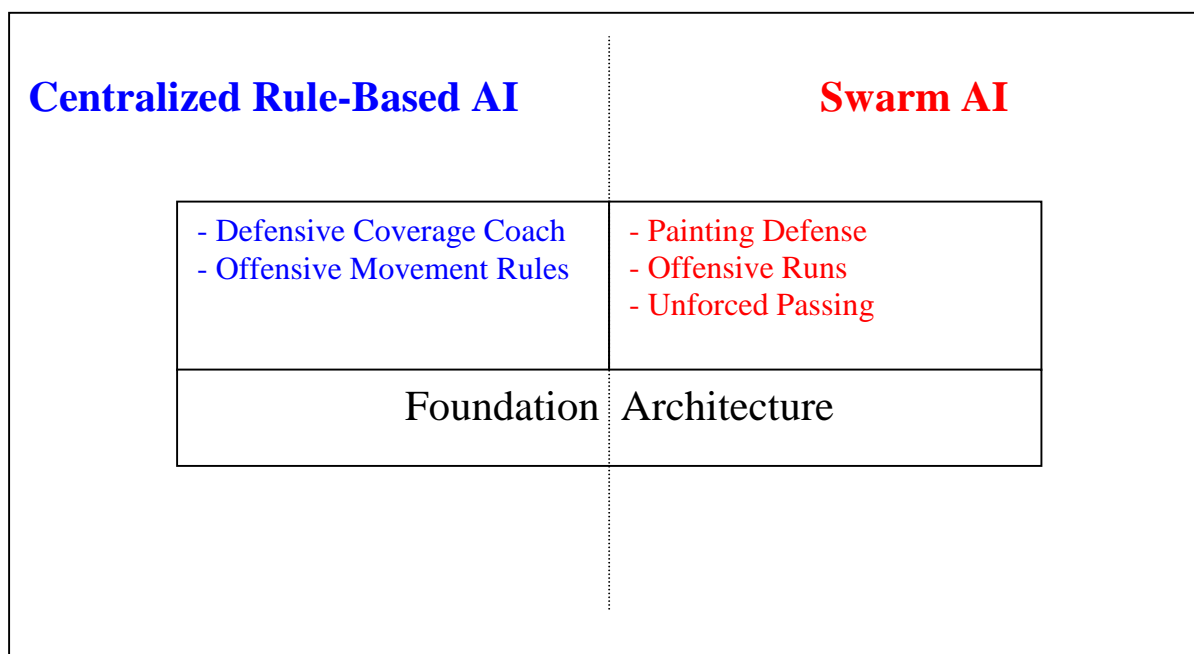 Centralized Rule-Based AI
Swarm AI
- Defensive Coverage Coach
- Offensive Movement Rules
- Painting Defense
- Offensive Runs
- Unforced Passing
Foundation Architecture